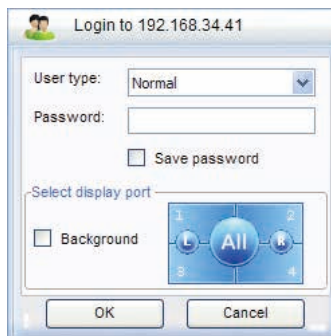 Login to 192.168.34.41
User type: Normal
Password:
Save password
Select display port
Background
1 2
L All R
3 4
OK Cancel